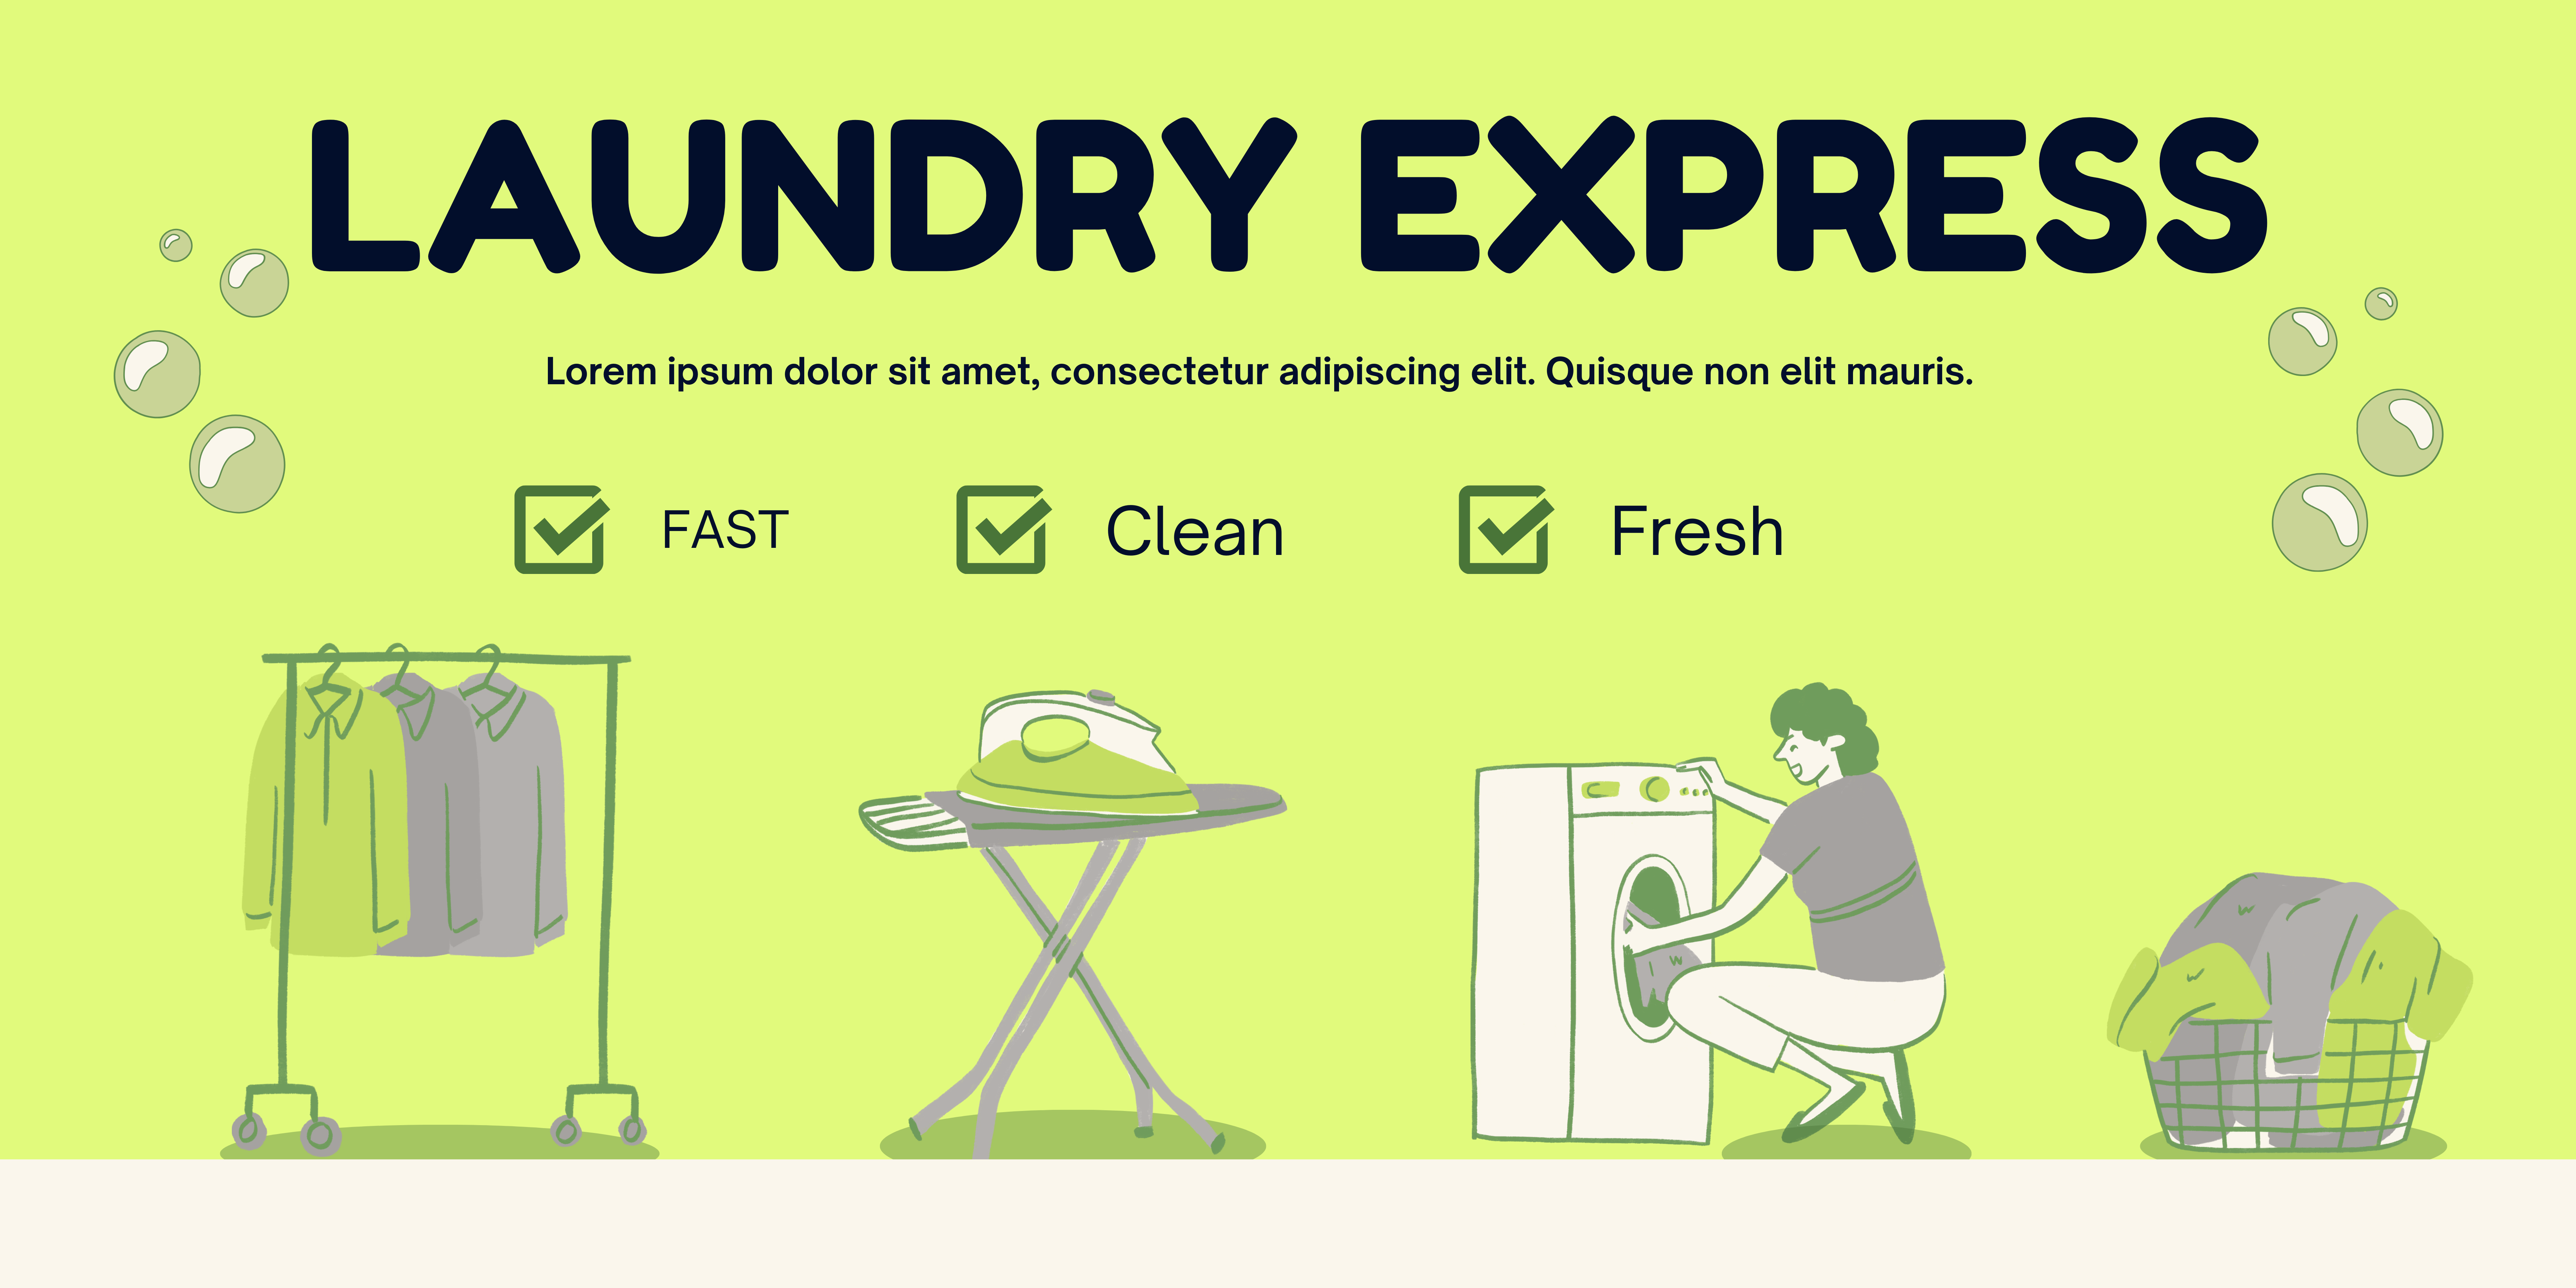 LAUNDRY EXPRESS
Lorem ipsum dolor sit amet, consectetur adipiscing elit. Quisque non elit mauris.
FAST Clean Fresh